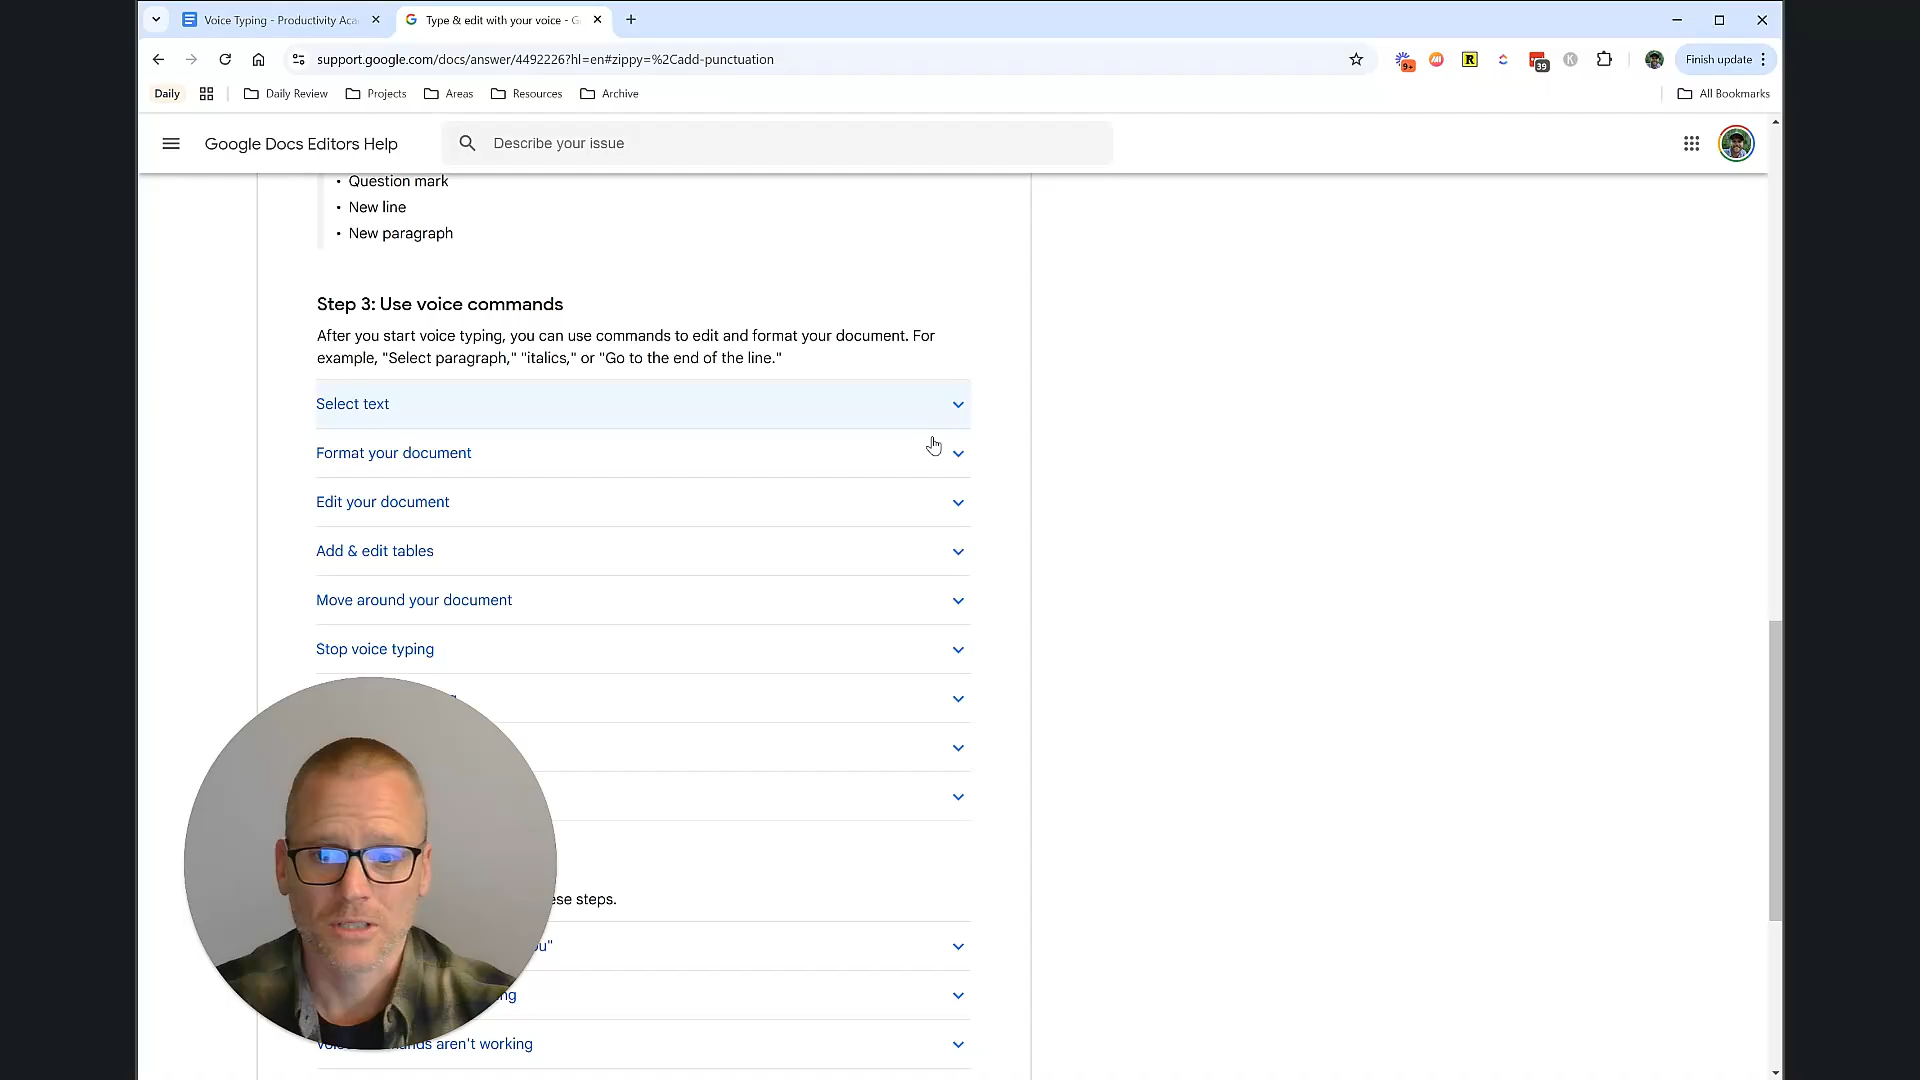 Voice Typing - Productivity Aca
Type & edit with your voice - G
support.google.com/docs/answer/4492226?hl=en#zippy=%2Cadd-punctuation
9+
39
Finish update
Daily
Daily Review
Projects
Areas
Resources
Archive
All Bookmarks
Google Docs Editors Help
Describe your issue
• Question mark
• New line
• New paragraph
Step 3: Use voice commands
After you start voice typing, you can use commands to edit and format your document. For
example, "Select paragraph," "italics," or "Go to the end of the line."
Select text
Format your document
Edit your document
Add & edit tables
Move around your document
Stop voice typing
steps.
aren't working